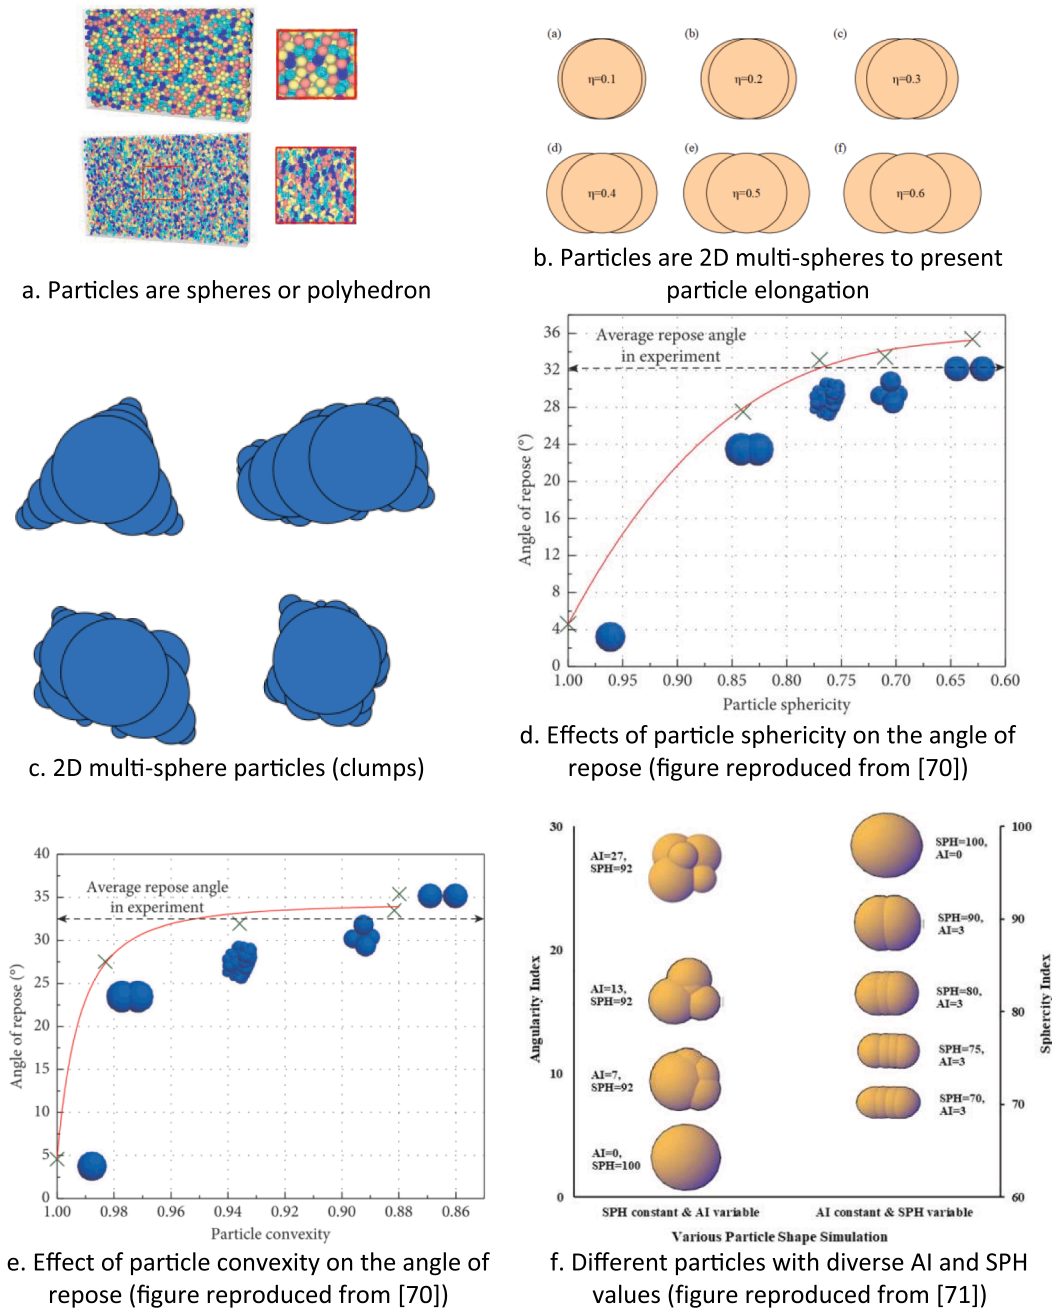 a. Particles are spheres or polyhedron
(a)
(b)
(c)
η=0.1
η=0.2
η=0.3
(d)
(e)
(f)
η=0.4
η=0.5
η=0.6
b. Particles are 2D multi-spheres to present
particle elongation
c. 2D multi-sphere particles (clumps)
36
32
28
24
20
16
12
8
4
0
Angle of repose (°)
Average repose angle
in experiment
1.00 0.95 0.90 0.85 0.80 0.75 0.70 0.65 0.60
Particle sphericity
d. Effects of particle sphericity on the angle of
repose (figure reproduced from [70])
40
35
30
25
20
15
10
5
0
Angle of repose (°)
Average repose angle
in experiment
1.00 0.98 0.96 0.94 0.92 0.90 0.88 0.86
Particle convexity
e. Effect of particle convexity on the angle of
repose (figure reproduced from [70])
30
20
10
0
Angularity Index
AI=27,
SPH=92
AI=13,
SPH=92
AI=7,
SPH=92
AI=0,
SPH=100
SPH=100,
AI=0
SPH=90,
AI=3
SPH=80,
AI=3
SPH=75,
AI=3
SPH=70,
AI=3
100
90
80
70
60
Sphercity Index
SPH constant & AI variable
AI constant & SPH variable
Various Particle Shape Simulation
f. Different particles with diverse AI and SPH
values (figure reproduced from [71])